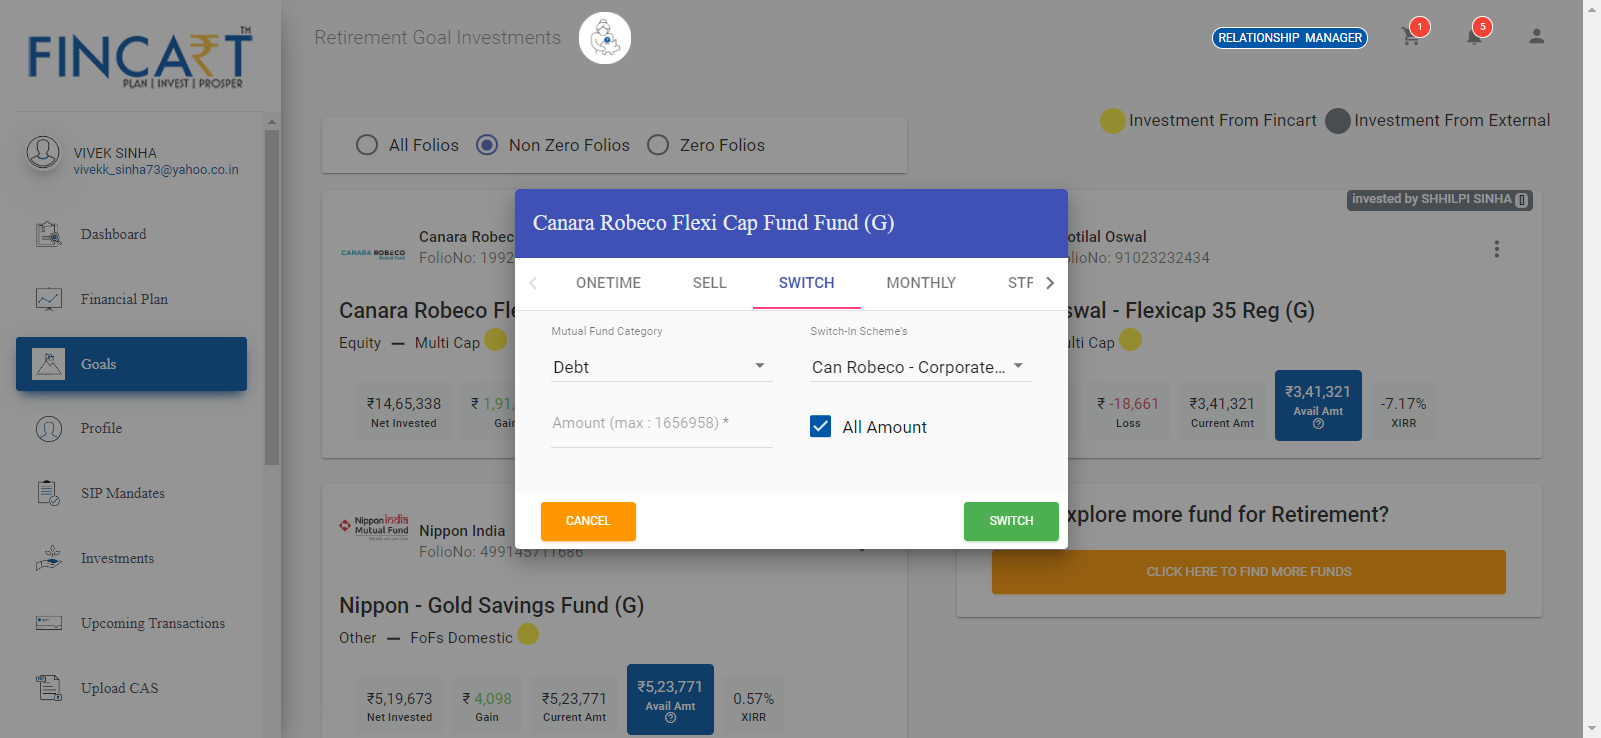 FINCART
TM
PLAN | INVEST | PROSPER
Retirement Goal Investments
RELATIONSHIP MANAGER
1
5
VIVEK SINHA
vivekk_sinha73@yahoo.co.in
Dashboard
Financial Plan
Goals
Profile
SIP Mandates
Investments
Upcoming Transactions
Upload CAS
All Folios
Non Zero Folios
Zero Folios
Investment From Fincart
Investment From External
invested by SHHILPI SINHA
CANARA ROBECO
Mutual Fund
Canara Robec
FolioNo: 1992
Canara Robeco Fle
Equity — Multi Cap
₹14,65,338
Net Invested
₹ 1,91,
Gain
otilal Oswal
lioNo: 91023232434
swal - Flexicap 35 Reg (G)
lti Cap
₹ -18,661
Loss
₹3,41,321
Current Amt
₹3,41,321
Avail Amt
-7.17%
XIRR
Canara Robeco Flexi Cap Fund Fund (G)
ONETIME
SELL
SWITCH
MONTHLY
STP
Mutual Fund Category
Debt
Switch-In Scheme's
Can Robeco - Corporate...
Amount (max : 1656958) *
All Amount
CANCEL
SWITCH
Nippon india
Mutual Fund
Nippon India
FolioNo: 499145711686
Nippon - Gold Savings Fund (G)
Other — FoFs Domestic
₹5,19,673
Net Invested
₹ 4,098
Gain
₹5,23,771
Current Amt
₹5,23,771
Avail Amt
0.57%
XIRR
xplore more fund for Retirement?
CLICK HERE TO FIND MORE FUNDS